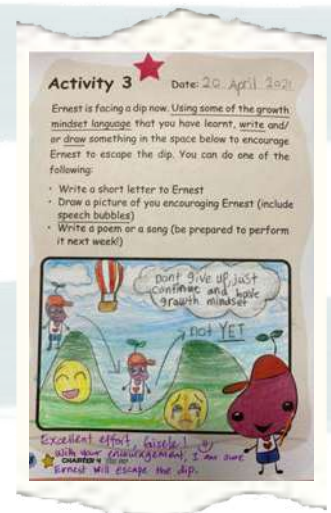 Activity 3
Date: 20 April 2021
Ernest is facing a dip now. Using some of the growth
mindset language that you have learnt, write and/
or draw something in the space below to encourage
Ernest to escape the dip. You can do one of the
following:
· Write a short letter to Ernest
· Draw a picture of you encouraging Ernest (include
speech bubbles)
· Write a poem or a song (be prepared to perform
it next week!)
Dont give up, just
continue and have
growth mindset
not YET
Excellent effort, Giselle!
With your encouragement, I am sure
CHAPTER 4
Ernest will escape the dip.